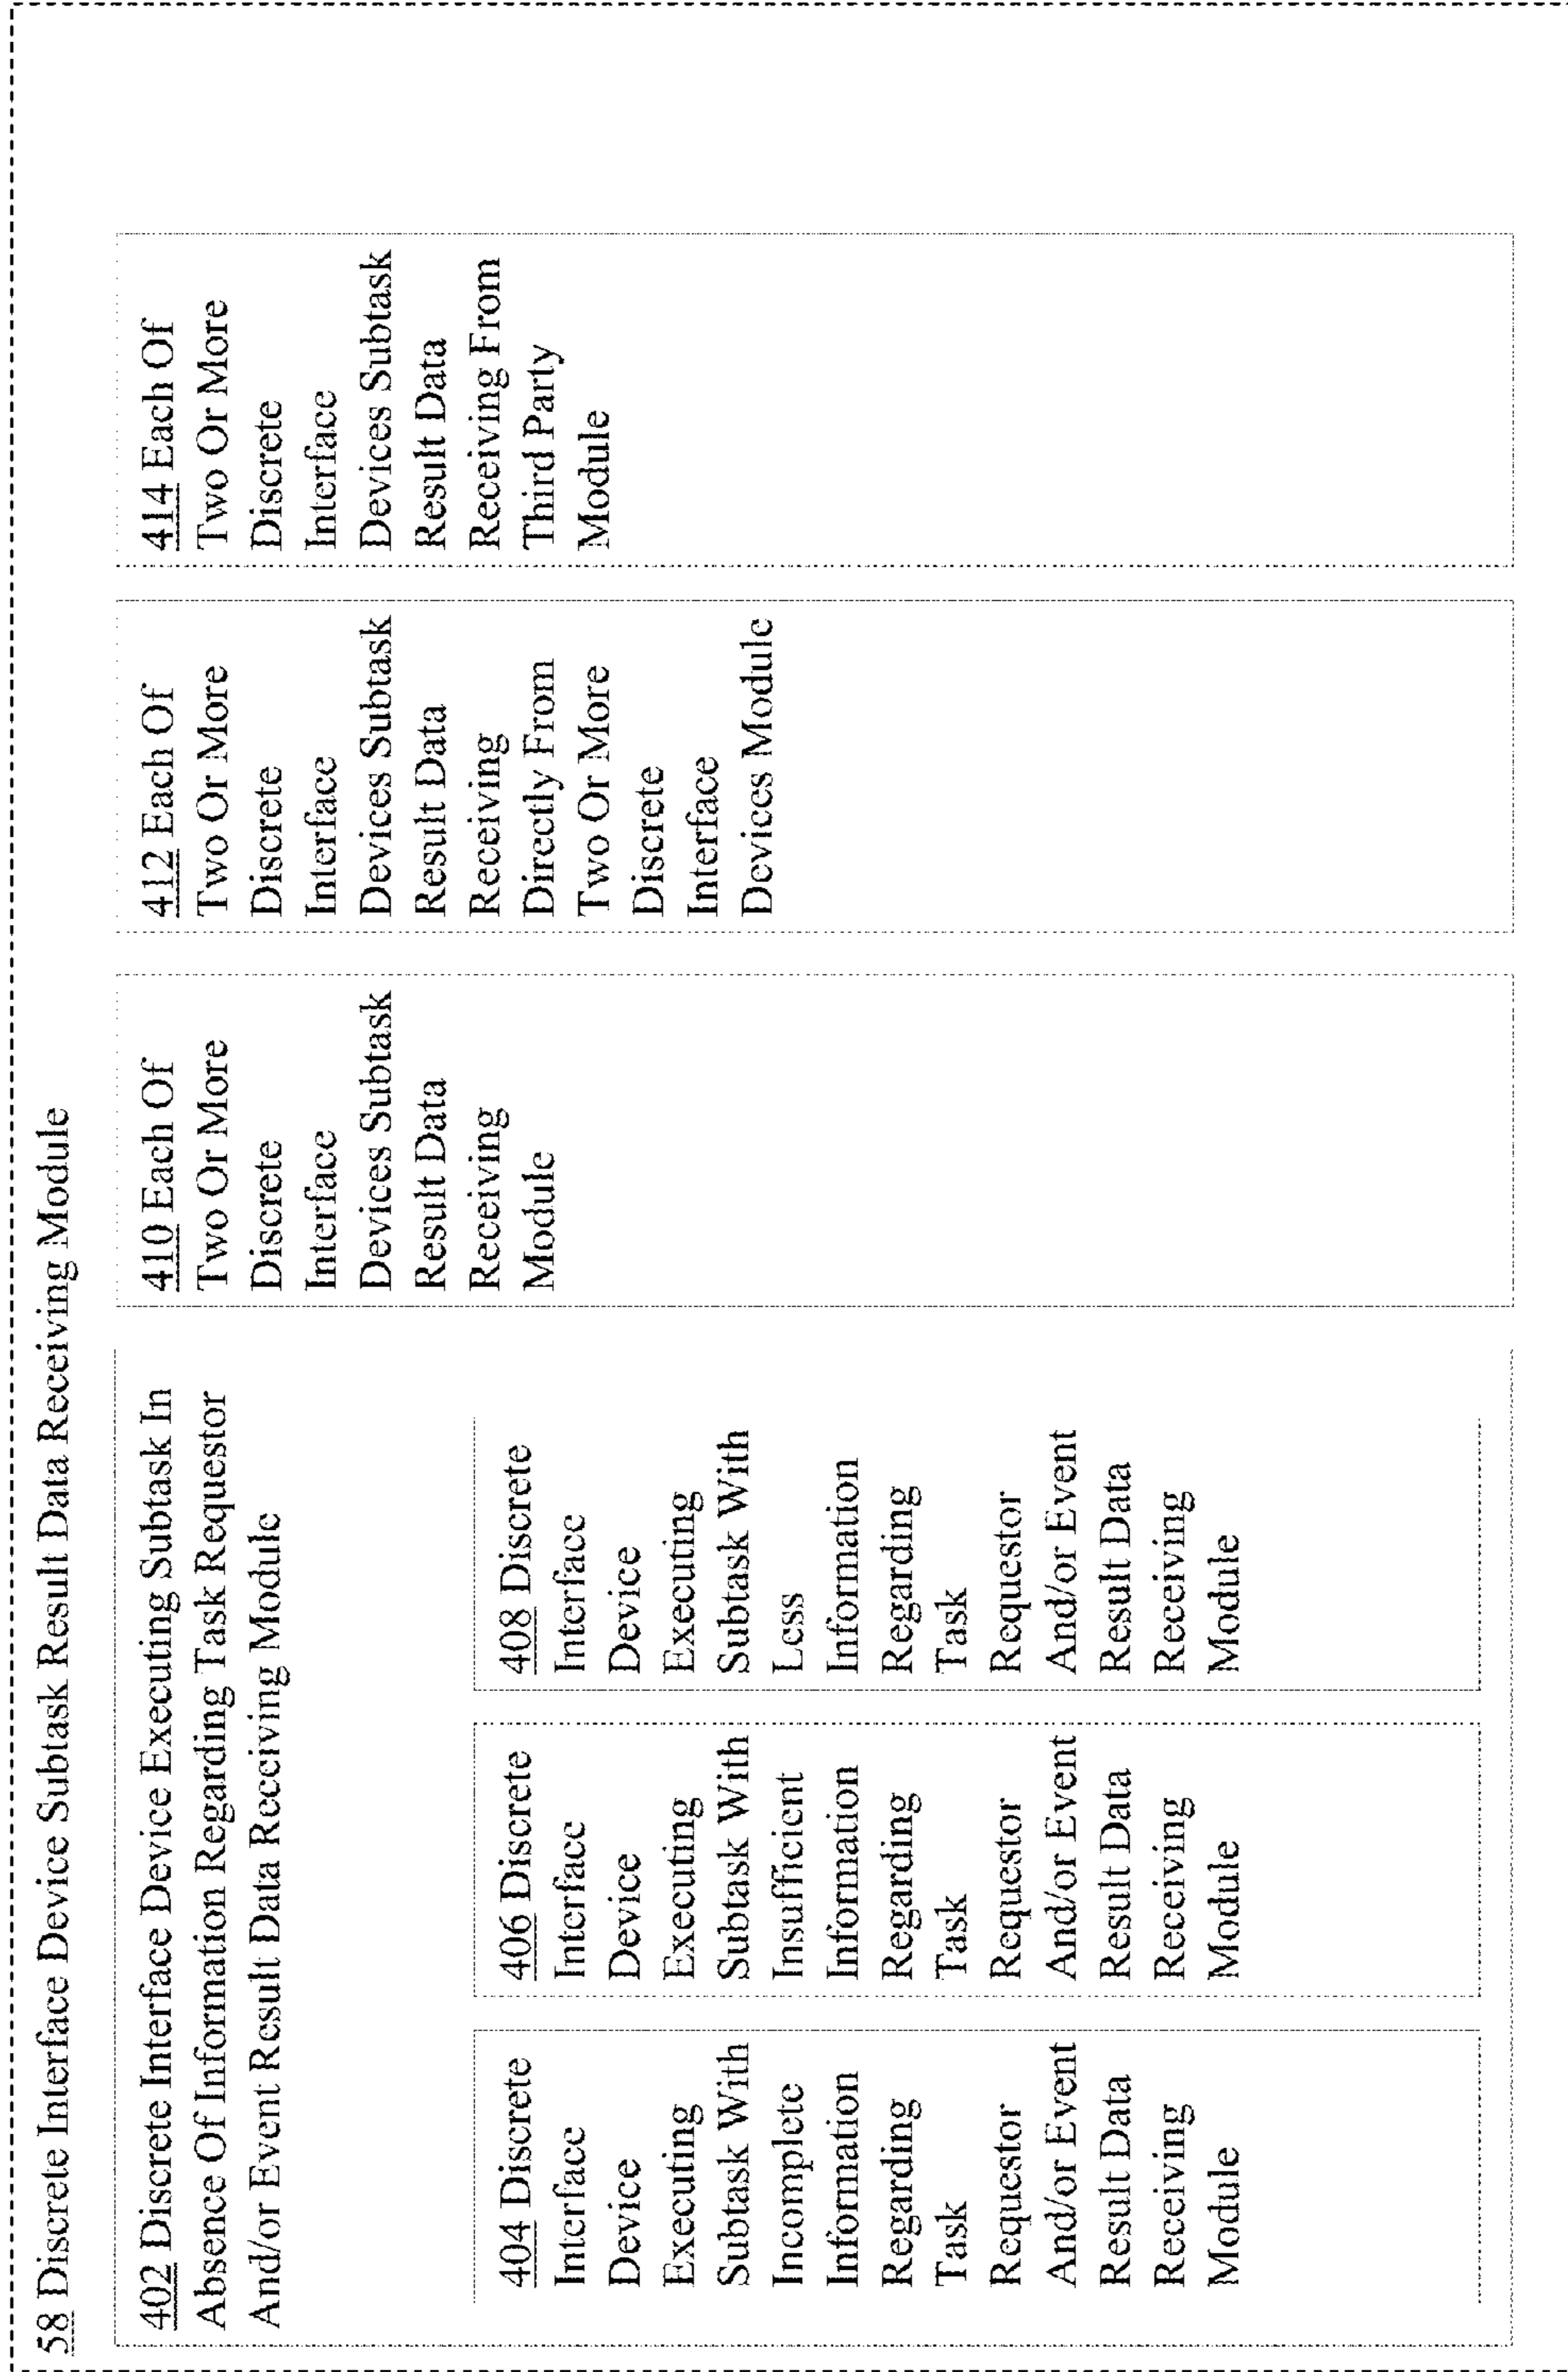 58 Discrete Interface Device Subtask Result Data Receiving Module
402 Discrete Interface Device Executing Subtask In
Absence Of Information Regarding Task Requestor
And/or Event Result Data Receiving Module
404 Discrete
Interface
Device
Executing
Subtask With
Incomplete
Information
Regarding
Task
Requestor
And/or Event
Result Data
Receiving
Module
406 Discrete
Interface
Device
Executing
Subtask With
Insufficient
Information
Regarding
Task
Requestor
And/or Event
Result Data
Receiving
Module
408 Discrete
Interface
Device
Executing
Subtask With
Less
Information
Regarding
Task
Requestor
And/or Event
Result Data
Receiving
Module
410 Each Of
Two Or More
Discrete
Interface
Devices Subtask
Result Data
Receiving
Module
412 Each Of
Two Or More
Discrete
Interface
Devices Subtask
Result Data
Receiving
Directly From
Two Or More
Discrete
Interface
Devices Module
414 Each Of
Two Or More
Discrete
Interface
Devices Subtask
Result Data
Receiving From
Third Party
Module